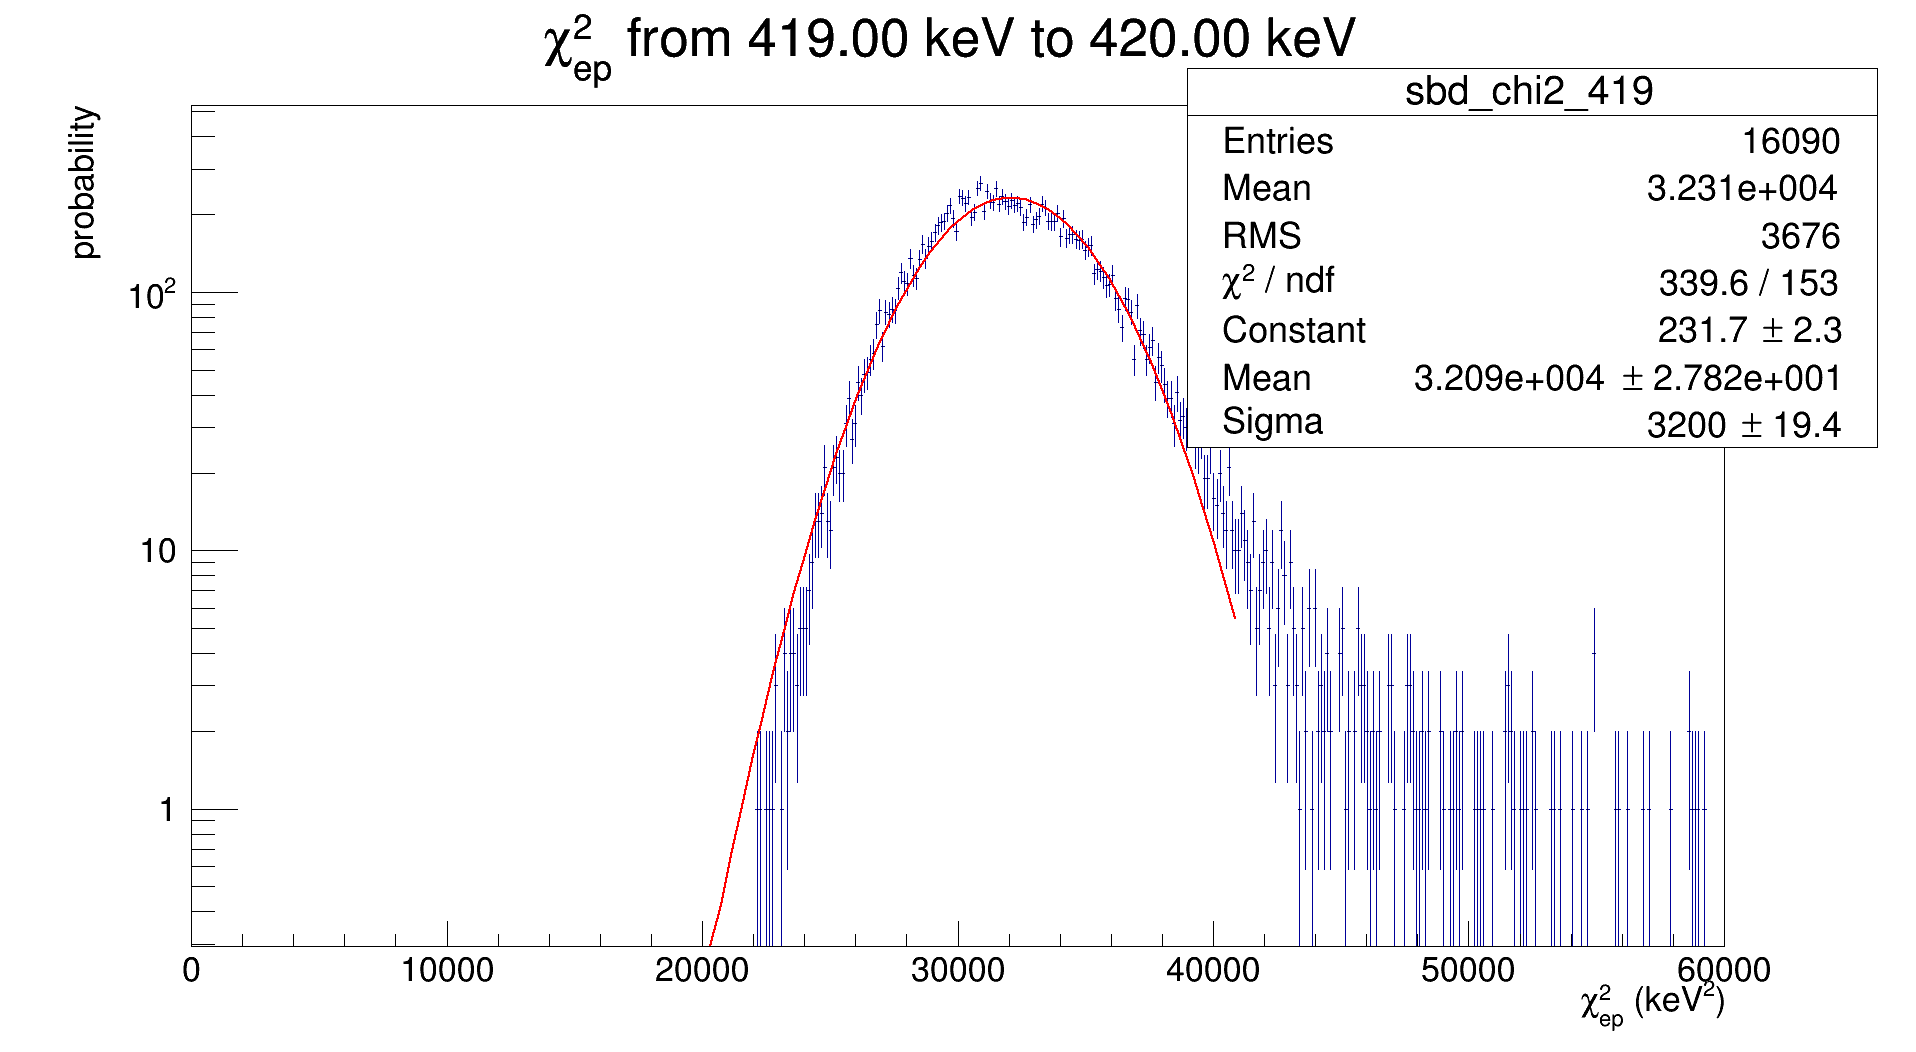 χ²ep from 419.00 keV to 420.00 keV
sbd_chi2_419
Entries 16090
Mean 3.231e+004
RMS 3676
χ² / ndf 339.6 / 153
Constant 231.7 ± 2.3
Mean 3.209e+004 ± 2.782e+001
Sigma 3200 ± 19.4
probability
10²
10
1
0 10000 20000 30000 40000 50000 60000
χ²ep (keV²)